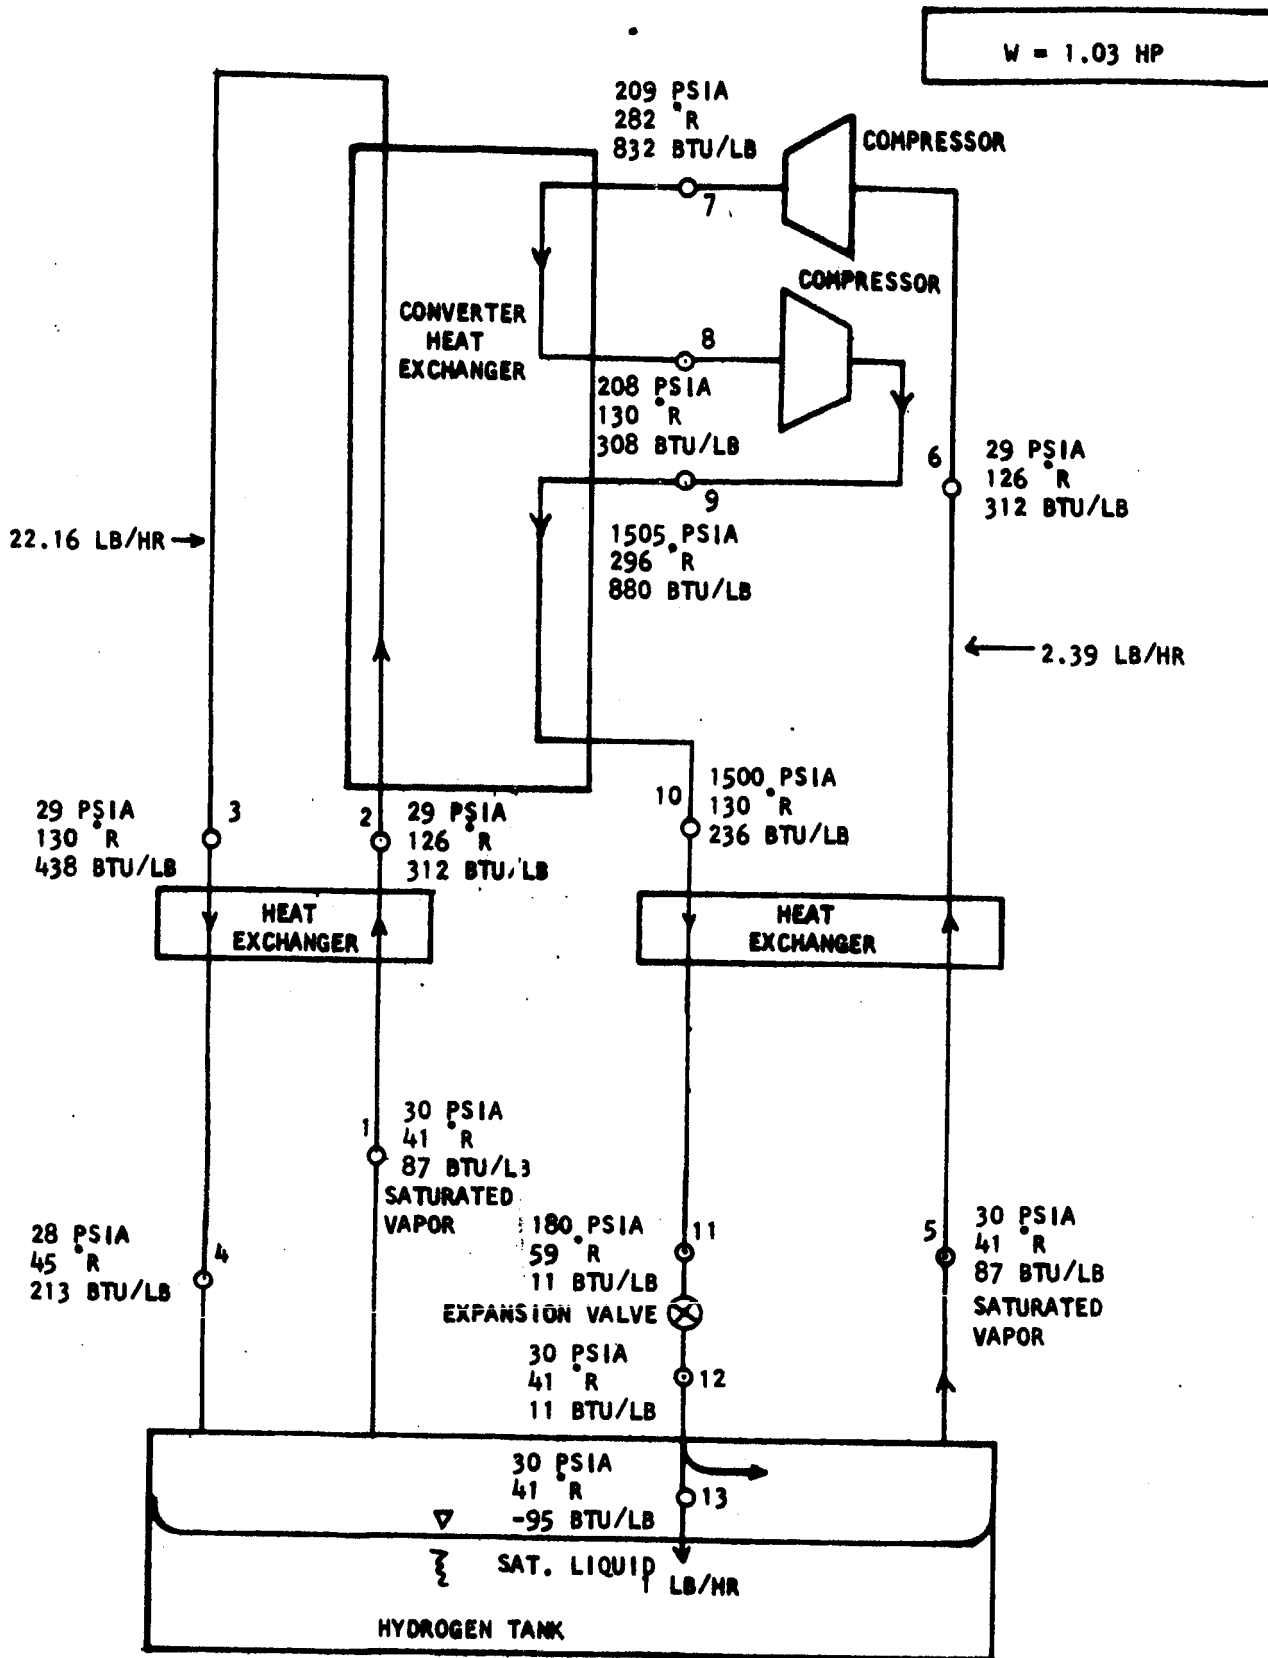 W = 1.03 HP
209 PSIA
282 °R
832 BTU/LB
COMPRESSOR
7
COMPRESSOR
CONVERTER
HEAT
EXCHANGER
8
208 PSIA
130 °R
308 BTU/LB
6
29 PSIA
126 °R
312 BTU/LB
9
22.16 LB/HR
1505 PSIA
296 °R
880 BTU/LB
2.39 LB/HR
10
1500 PSIA
130 °R
236 BTU/LB
3
29 PSIA
130 °R
438 BTU/LB
2
29 PSIA
126 °R
312 BTU/LB
HEAT
EXCHANGER
HEAT
EXCHANGER
1
30 PSIA
41 °R
87 BTU/LB
SATURATED
VAPOR
4
28 PSIA
45 °R
213 BTU/LB
11
180 PSIA
59 °R
11 BTU/LB
5
30 PSIA
41 °R
87 BTU/LB
SATURATED
VAPOR
EXPANSION VALVE
30 PSIA
41 °R
11 BTU/LB
12
30 PSIA
41 °R
-95 BTU/LB
13
SAT. LIQUID
1 LB/HR
HYDROGEN TANK